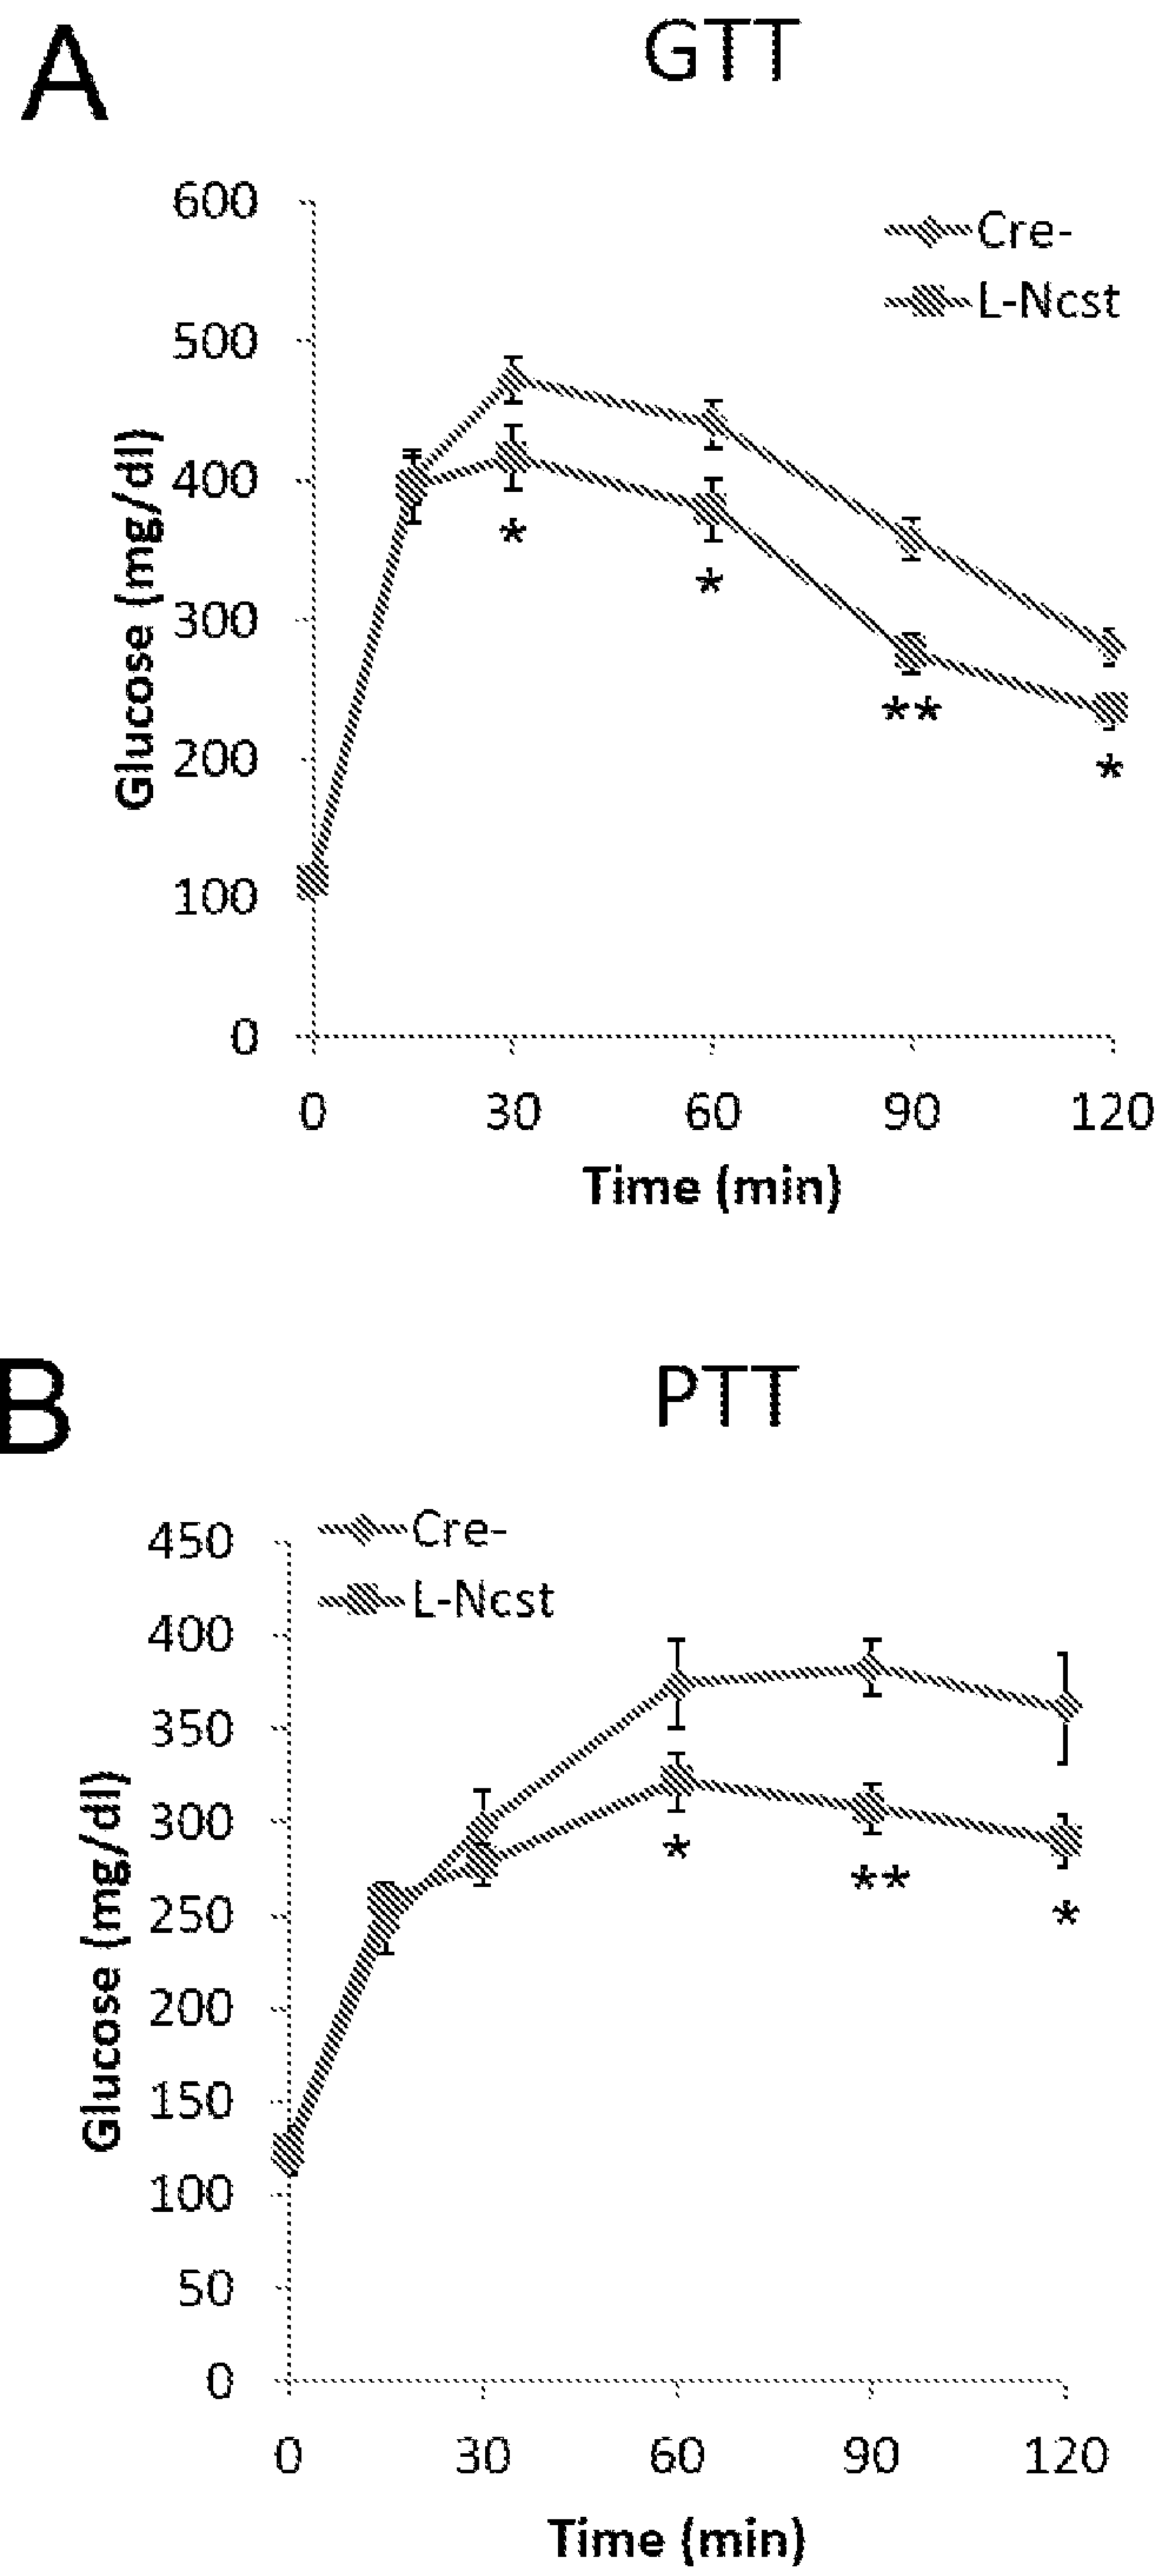 A
GTT
600
500
400
300
200
100
0
Glucose (mg/dl)
Cre-
L-Ncst
*
*
**
*
0 30 60 90 120
Time (min)
B
PTT
450
400
350
300
250
200
150
100
50
0
Glucose (mg/dl)
Cre-
L-Ncst
*
**
*
0 30 60 90 120
Time (min)